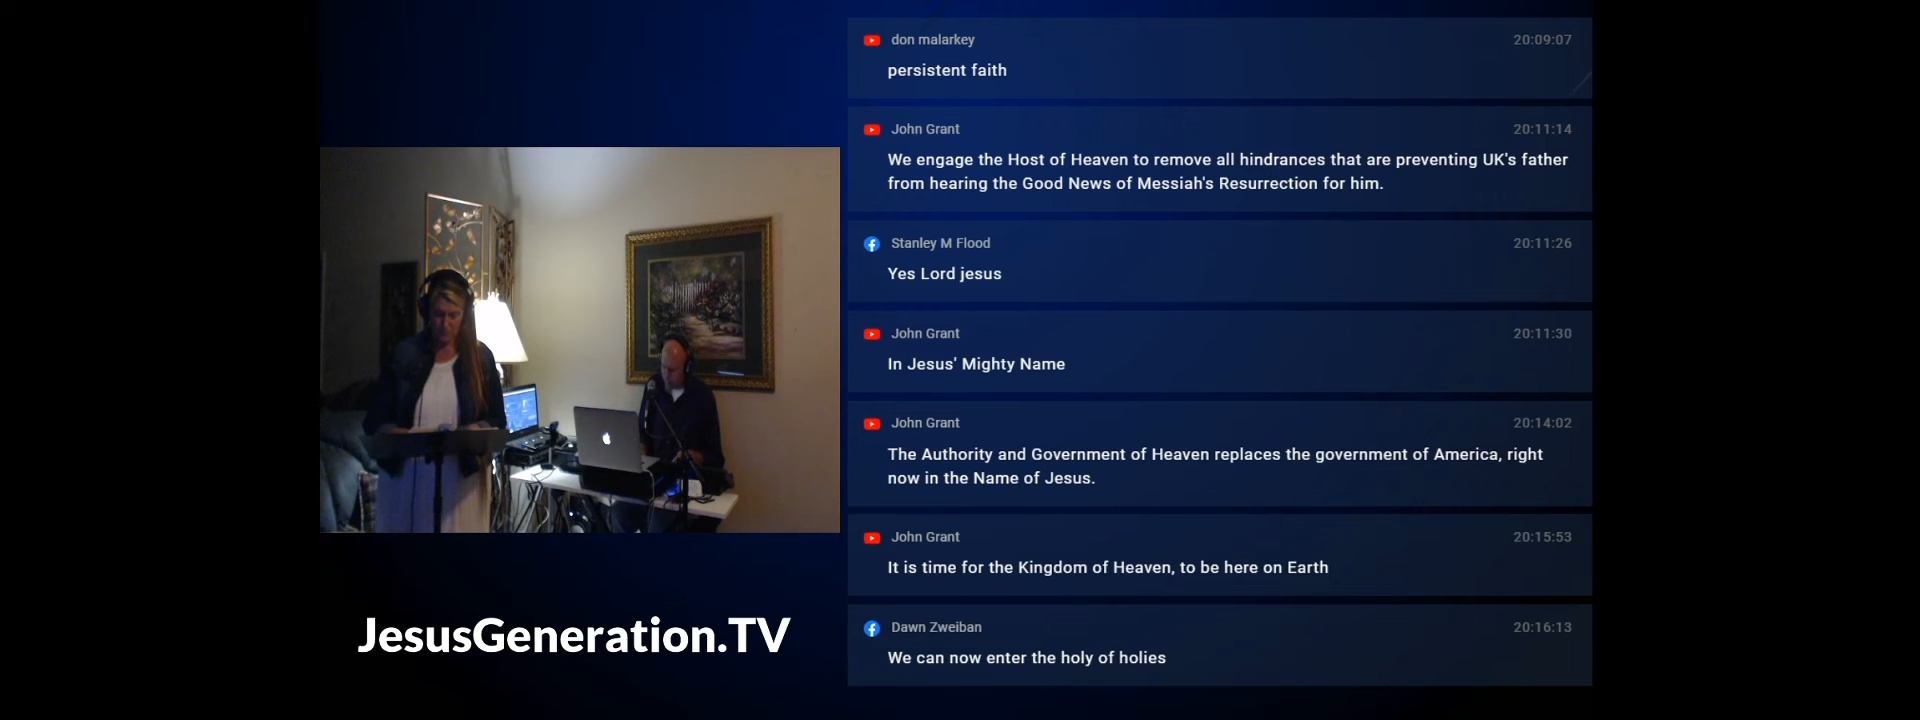 don malarkey 20:09:07
persistent faith
John Grant 20:11:14
We engage the Host of Heaven to remove all hindrances that are preventing UK's father
from hearing the Good News of Messiah's Resurrection for him.
Stanley M Flood 20:11:26
Yes Lord jesus
John Grant 20:11:30
In Jesus' Mighty Name
John Grant 20:14:02
The Authority and Government of Heaven replaces the government of America, right
now in the Name of Jesus.
John Grant 20:15:53
It is time for the Kingdom of Heaven, to be here on Earth
Dawn Zweiban 20:16:13
We can now enter the holy of holies
JesusGeneration.TV